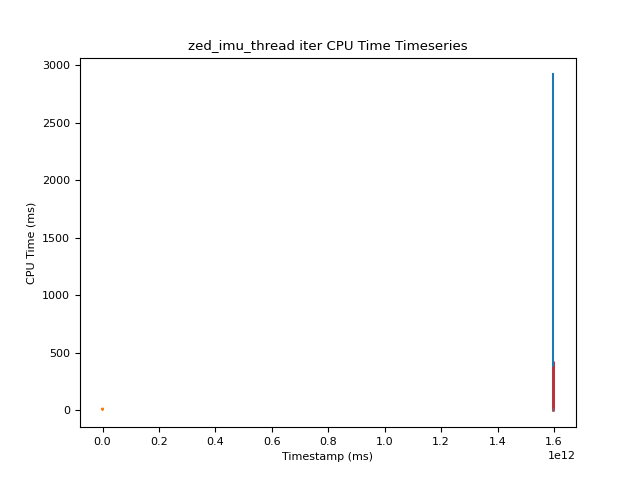 zed_imu_thread iter CPU Time Timeseries
3000
2500
2000
1500
1000
500
0
CPU Time (ms)
0.0 0.2 0.4 0.6 0.8 1.0 1.2 1.4 1.6
1e12
Timestamp (ms)